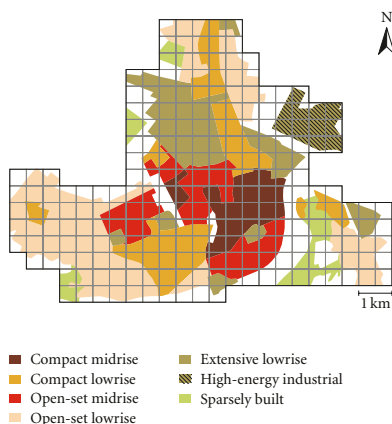 N
1 km
Compact midrise
Compact lowrise
Open-set midrise
Open-set lowrise
Extensive lowrise
High-energy industrial
Sparsely built